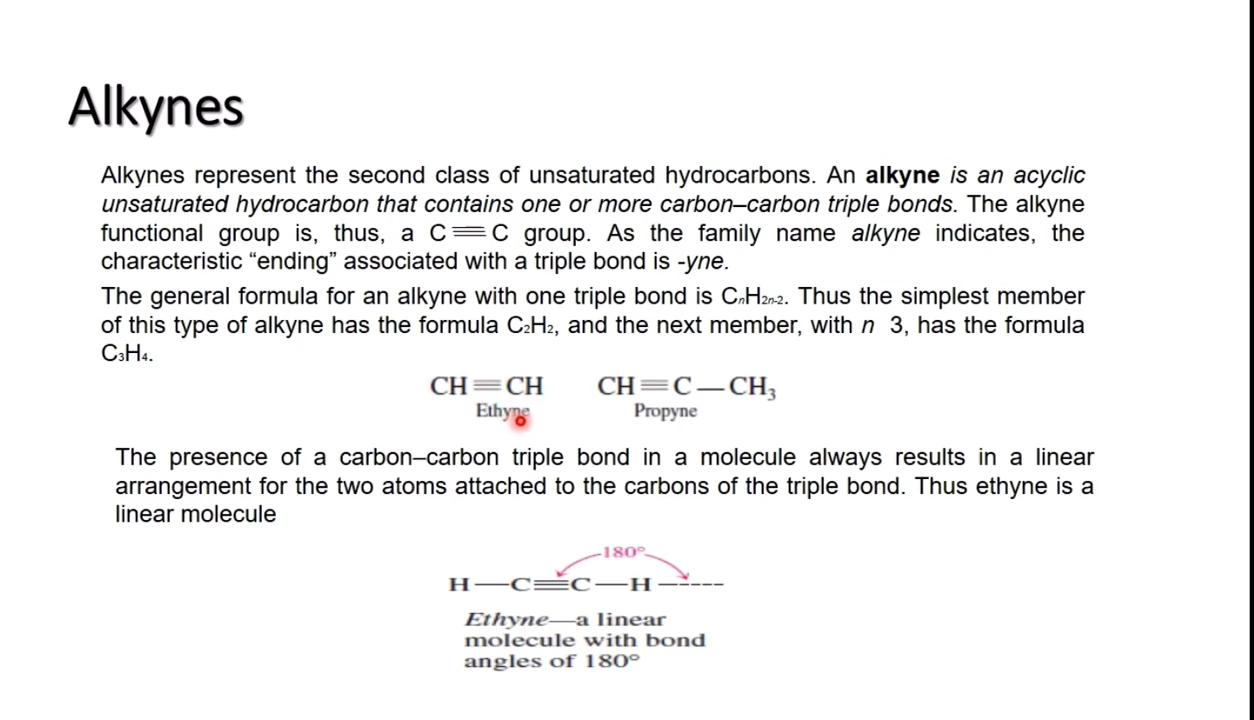 Alkynes
Alkynes represent the second class of unsaturated hydrocarbons. An alkyne is an acyclic
unsaturated hydrocarbon that contains one or more carbon–carbon triple bonds. The alkyne
functional group is, thus, a C≡C group. As the family name alkyne indicates, the
characteristic “ending” associated with a triple bond is -yne.
The general formula for an alkyne with one triple bond is CₙH₂ₙ₋₂. Thus the simplest member
of this type of alkyne has the formula C₂H₂, and the next member, with n 3, has the formula
C₃H₄.
CH≡CH CH≡C—CH₃
Ethyne Propyne
The presence of a carbon–carbon triple bond in a molecule always results in a linear
arrangement for the two atoms attached to the carbons of the triple bond. Thus ethyne is a
linear molecule
180°
H—C≡C—H-----
Ethyne—a linear
molecule with bond
angles of 180°